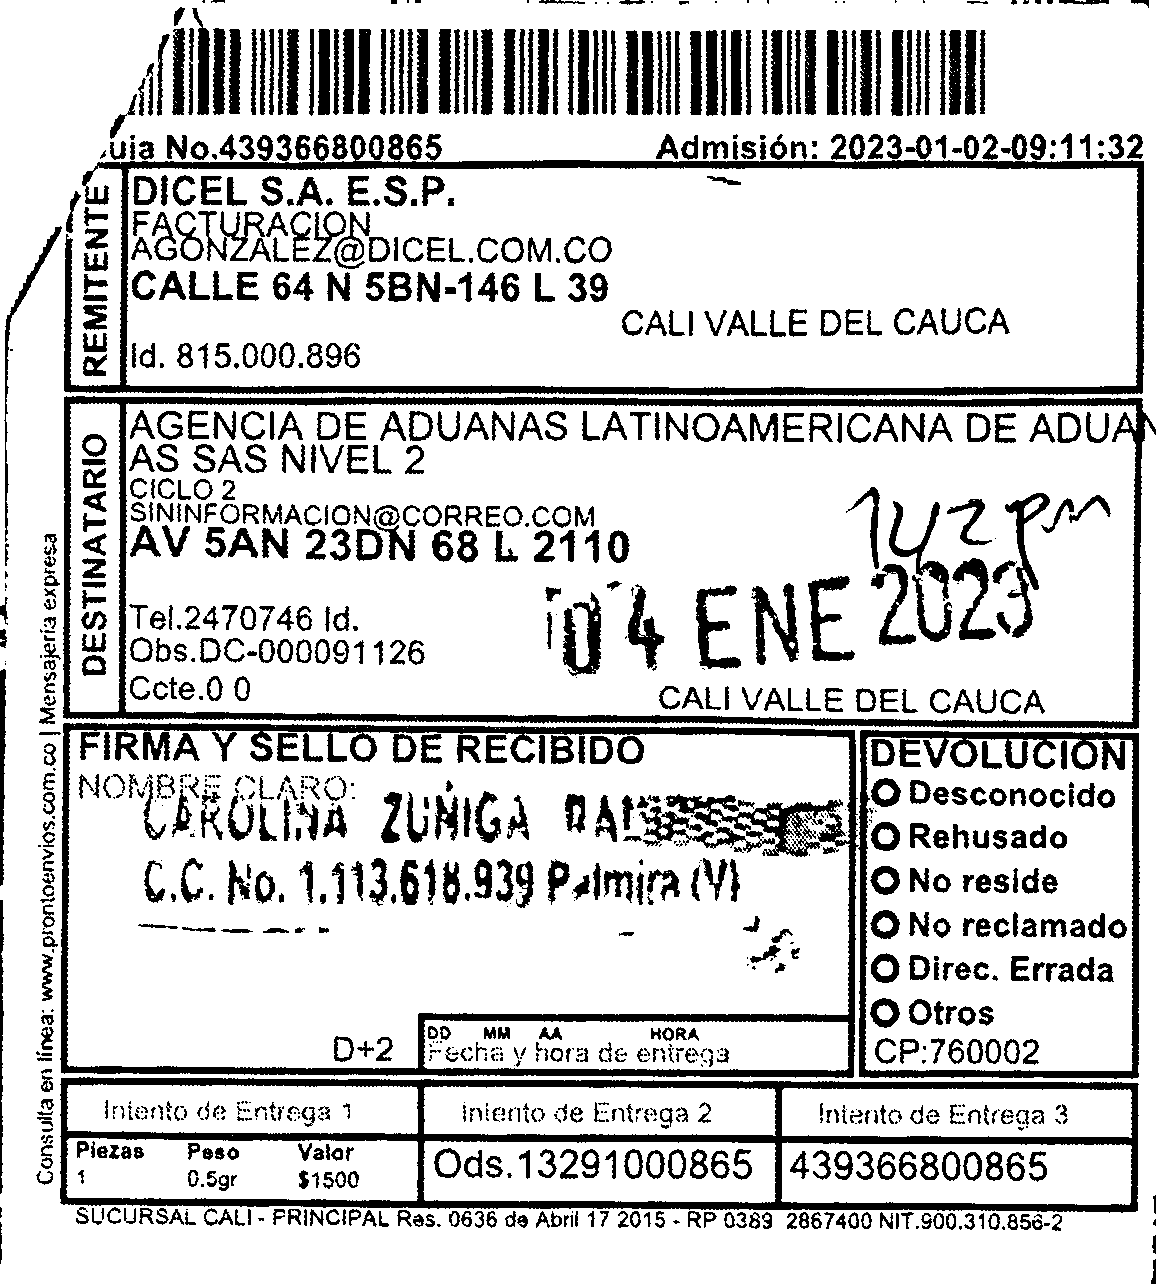 uia No.439366800865 Admisión: 2023-01-02-09:11:32
REMITENTE
DICEL S.A. E.S.P.
FACTURACION
AGONZALEZ@DICEL.COM.CO
CALLE 64 N 5BN-146 L 39
CALI VALLE DEL CAUCA
Id. 815.000.896
DESTINATARIO
AGENCIA DE ADUANAS LATINOAMERICANA DE ADUAN
AS SAS NIVEL 2
CICLO 2
SININFORMACION@CORREO.COM
AV 5AN 23DN 68 L 2110
142 pm
04 ENE 2023
Tel.2470746 Id.
Obs.DC-000091126
Ccte.0 0
CALI VALLE DEL CAUCA
Consulta en línea: www.prontoenvios.com.co | Mensajería expresa
FIRMA Y SELLO DE RECIBIDO
NOMBRE CLARO:
CAROLINA ZUÑIGA
C.C. No. 1.113.618.939 Palmira (V)
D+2
DD MM AA HORA
Fecha y hora de entrega
DEVOLUCIÓN
Desconocido
Rehusado
No reside
No reclamado
Direc. Errada
Otros
CP:760002
Intento de Entrega 1 Intento de Entrega 2 Intento de Entrega 3
Piezas Peso Valor
1 0.5gr $1500
Ods.13291000865 439366800865
SUCURSAL CALI - PRINCIPAL Res. 0636 de Abril 17 2015 - RP 0389 2867400 NIT.900.310.856-2